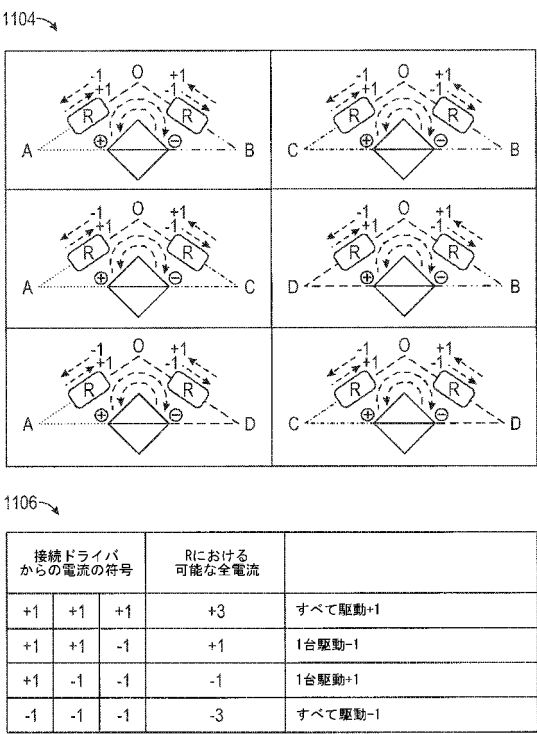 1104
-1 O +1
+1 -1
R R
⊕ ⊖
A B
-1 O +1
+1 -1
R R
⊕ ⊖
C B
-1 O +1
+1 -1
R R
⊕ ⊖
A C
-1 O +1
+1 -1
R R
⊕ ⊖
D B
-1 O +1
+1 -1
R R
⊕ ⊖
A D
-1 O +1
+1 -1
R R
⊕ ⊖
C D
1106
接続ドライバ
からの電流の符号
Rにおける
可能な全電流
+1 +1 +1 +3 すべて駆動+1
+1 +1 -1 +1 1台駆動-1
+1 -1 -1 -1 1台駆動+1
-1 -1 -1 -3 すべて駆動-1